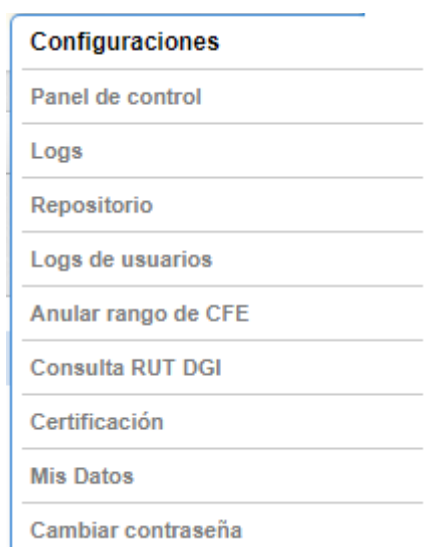 Configuraciones
Panel de control
Logs
Repositorio
Logs de usuarios
Anular rango de CFE
Consulta RUT DGI
Certificación
Mis Datos
Cambiar contraseña